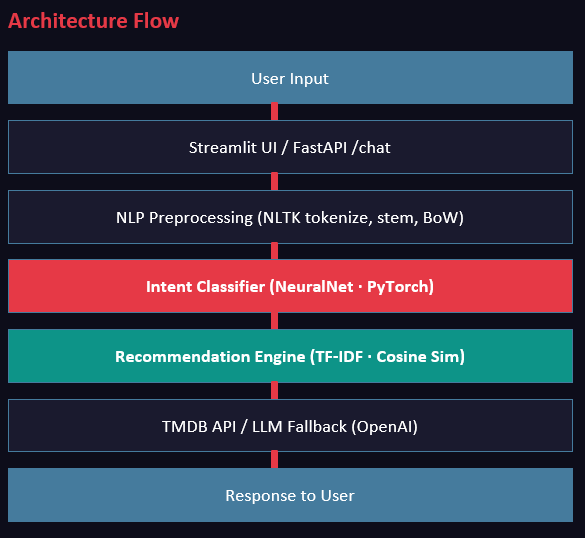 Architecture Flow
User Input
Streamlit UI / FastAPI /chat
NLP Preprocessing (NLTK tokenize, stem, BoW)
Intent Classifier (NeuralNet · PyTorch)
Recommendation Engine (TF-IDF · Cosine Sim)
TMDB API / LLM Fallback (OpenAI)
Response to User